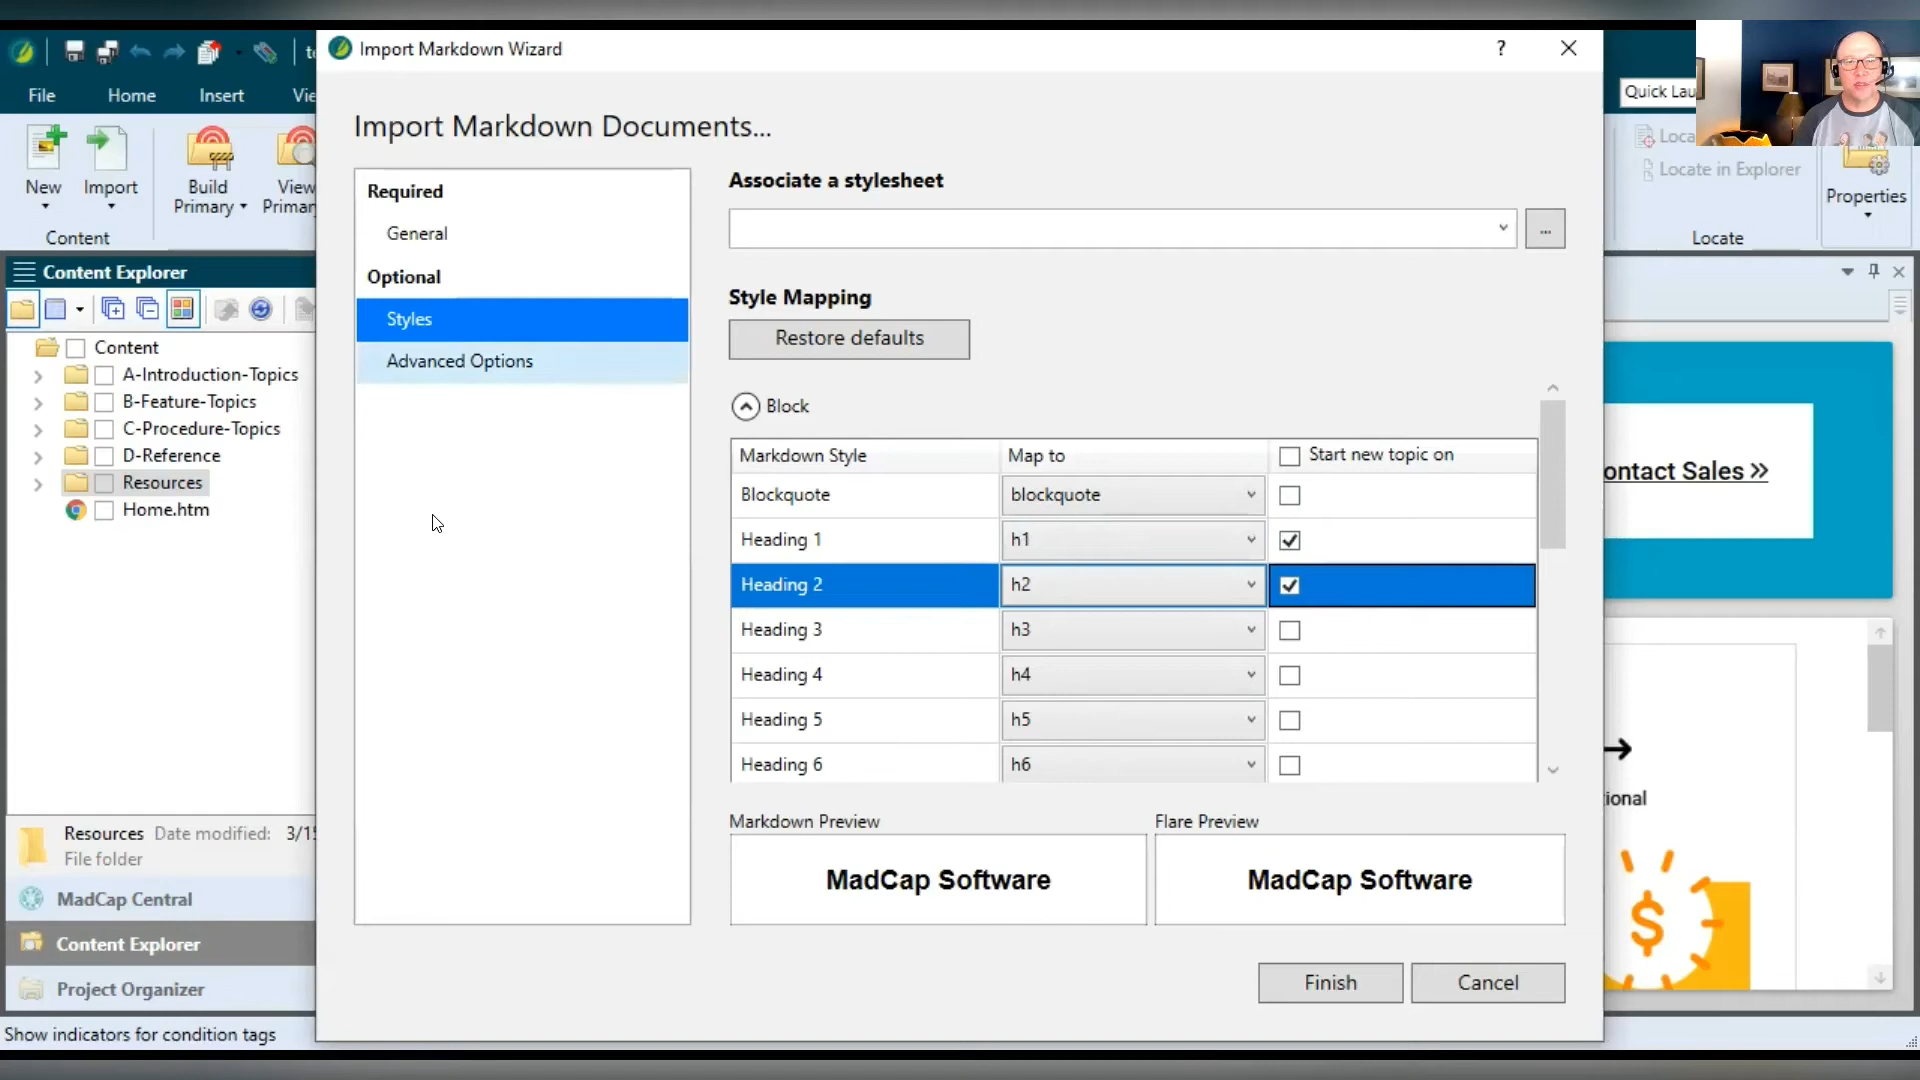 Import Markdown Wizard
?
File
Home
Insert
Quick Lau
New
Import
Build
Primary
View
Content
Locate in Explorer
Properties
Locate
Content Explorer
Content
A-Introduction-Topics
B-Feature-Topics
C-Procedure-Topics
D-Reference
Resources
Home.htm
Resources Date modified: 3/15
File folder
MadCap Central
Content Explorer
Project Organizer
Show indicators for condition tags
Import Markdown Documents...
Required
General
Optional
Styles
Advanced Options
Associate a stylesheet
...
Style Mapping
Restore defaults
Block
Markdown Style Map to Start new topic on
Blockquote blockquote
Heading 1 h1
Heading 2 h2
Heading 3 h3
Heading 4 h4
Heading 5 h5
Heading 6 h6
Markdown Preview
MadCap Software
Flare Preview
MadCap Software
Finish
Cancel
ontact Sales >>
ional
$